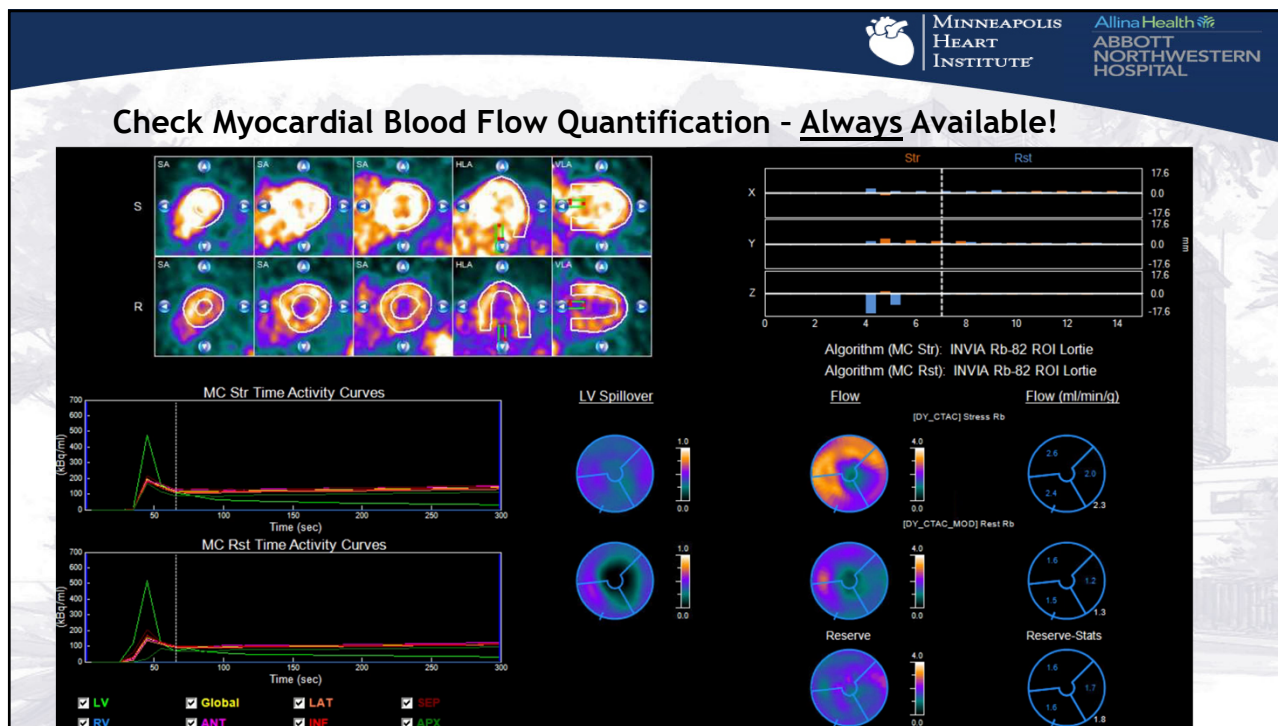 MINNEAPOLIS
HEART
INSTITUTE
AllinaHealth
ABBOTT
NORTHWESTERN
HOSPITAL
Check Myocardial Blood Flow Quantification - Always Available!
SA SA SA HLA VLA
S
SA SA SA HLA VLA
R
Str Rst
X
17.6
0.0
-17.6
Y
17.6
0.0
-17.6
mm
Z
17.6
0.0
-17.6
0 2 4 6 8 10 12 14
Algorithm (MC Str): INVIA Rb-82 ROI Lortie
Algorithm (MC Rst): INVIA Rb-82 ROI Lortie
MC Str Time Activity Curves
(kBq/ml)
700
600
500
400
300
200
100
0
50 100 150 200 250 300
Time (sec)
LV Spillover
1.0
0.0
Flow
Flow (ml/min/g)
[DY_CTAC] Stress Rb
4.0
0.0
2.6
2.0
2.4
2.3
MC Rst Time Activity Curves
(kBq/ml)
700
600
500
400
300
200
100
0
50 100 150 200 250 300
Time (sec)
1.0
0.0
[DY_CTAC_MOD] Rest Rb
4.0
0.0
1.6
1.2
1.5
1.3
Reserve
Reserve-Stats
4.0
0.0
1.6
1.7
1.6
1.8
LV Global LAT SEP
RV ANT INF APX